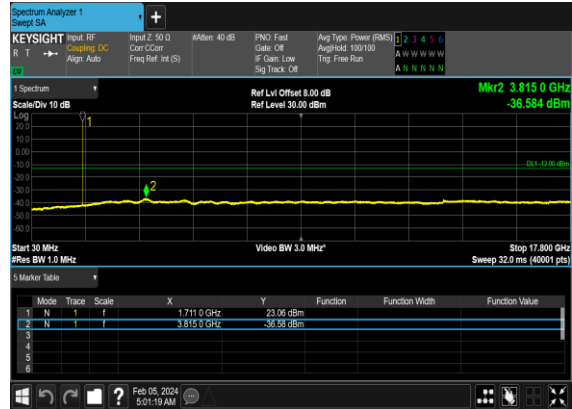 Spectrum Analyzer 1
Swept SA
+
KEYSIGHT Input: RF Input Z: 50 Ω #Atten: 40 dB PNO: Fast Avg Type: Power (RMS) 1 2 3 4 5 6
R T Coupling: DC Corr CCorr Gate: Off Avg|Hold: 100/100 A W W W W W
Align: Auto Freq Ref: Int (S) IF Gain: Low Trig: Free Run
Sig Track: Off A N N N N N
1 Spectrum Ref Lvl Offset 8.00 dB Mkr2 3.815 0 GHz
Scale/Div 10 dB Ref Level 30.00 dBm -36.584 dBm
Log
20.0
10.0
0.00
-10.0
-20.0
-30.0
-40.0
-50.0
-60.0
1
DL1 -13.00 dBm
2
Start 30 MHz Video BW 3.0 MHz* Stop 17.800 GHz
#Res BW 1.0 MHz Sweep 32.0 ms (40001 pts)
5 Marker Table
Mode Trace Scale X Y Function Function Width Function Value
1 N 1 f 1.711 0 GHz 23.06 dBm
2 N 1 f 3.815 0 GHz -36.58 dBm
3
4
5
6
? Feb 05, 2024
5:01:19 AM